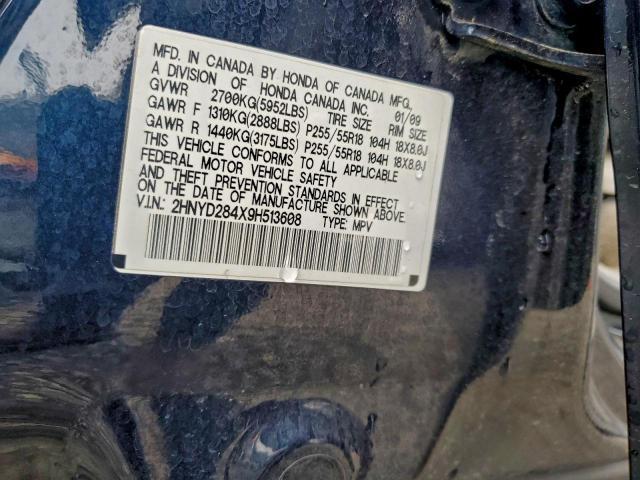 MFD. IN CANADA BY HONDA OF CANADA MFG.
A DIVISION OF HONDA CANADA INC. 01/09
GVWR 2700KG(5952LBS) TIRE SIZE RIM SIZE
GAWR F 1310KG(2888LBS) P255/55R18 104H 18X8.0J
GAWR R 1440KG(3175LBS) P255/55R18 104H 18X8.0J
THIS VEHICLE CONFORMS TO ALL APPLICABLE
FEDERAL MOTOR VEHICLE SAFETY
AND THEFT PREVENTION STANDARDS IN EFFECT
ON THE DATE OF MANUFACTURE SHOWN ABOVE.
V.I.N.: 2HNYD284X9H513608 TYPE: MPV